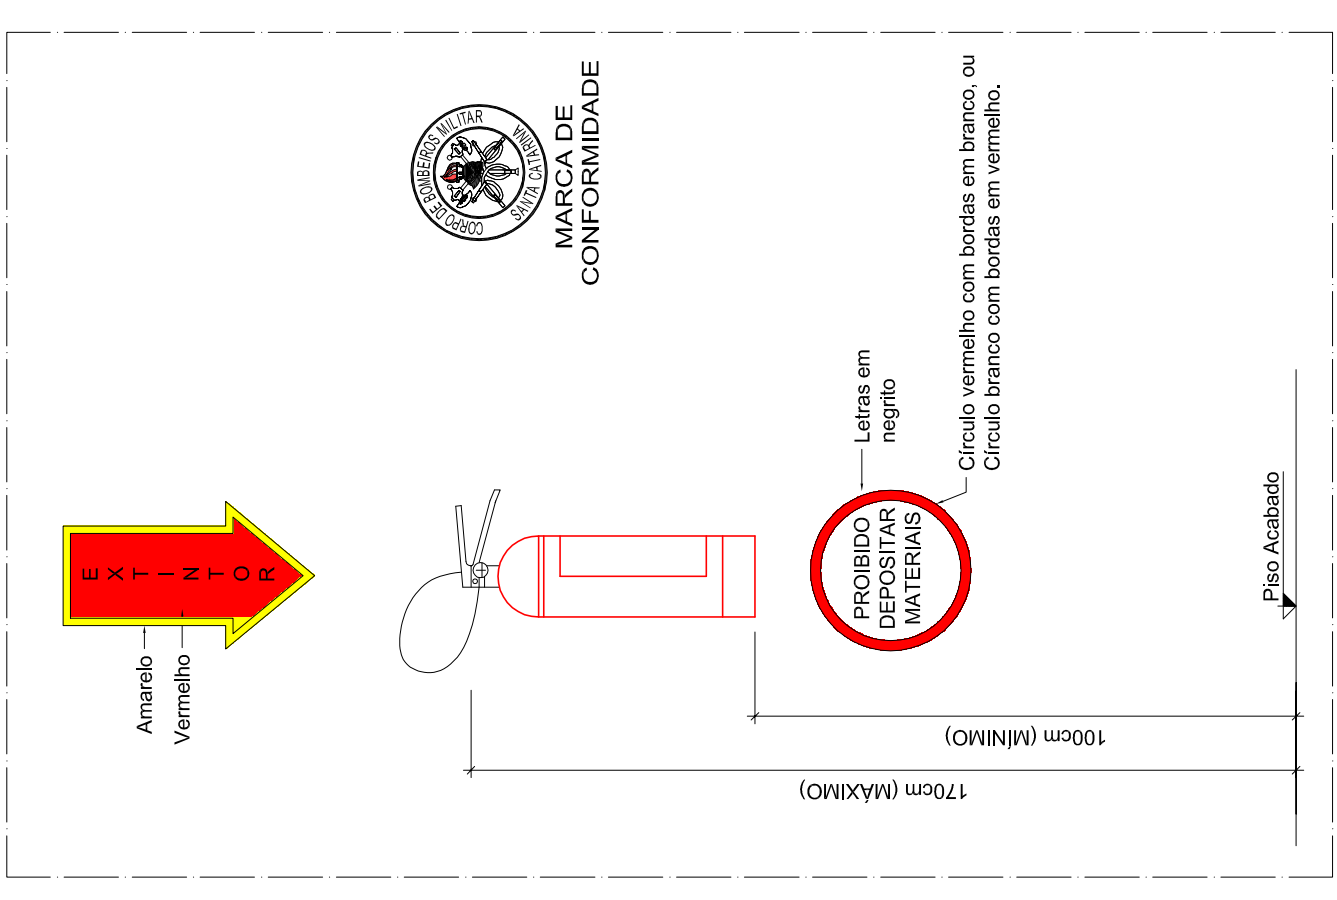 EXTINTOR
Amarelo
Vermelho
CORPO DE BOMBEIROS MILITAR
SANTA CATARINA
MARCA DE
CONFORMIDADE
Letras em
negrito
PROIBIDO
DEPOSITAR
MATERIAIS
Círculo vermelho com bordas em branco, ou
Círculo branco com bordas em vermelho.
Piso Acabado
100cm (MÍNIMO)
170cm (MÁXIMO)